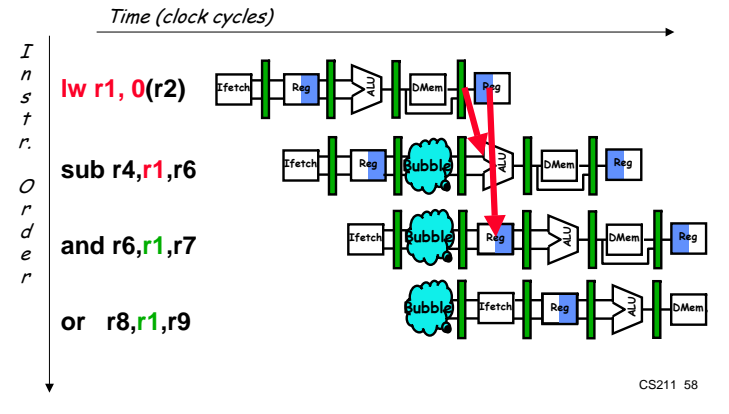 Time (clock cycles)
I
n
s
t
r.
O
r
d
e
r
lw r1, 0(r2)
Ifetch Reg ALU DMem Reg
sub r4,r1,r6
Ifetch Reg Bubble ALU DMem Reg
and r6,r1,r7
Ifetch Bubble Reg ALU DMem Reg
or r8,r1,r9
Bubble Ifetch Reg ALU DMem
CS211 58